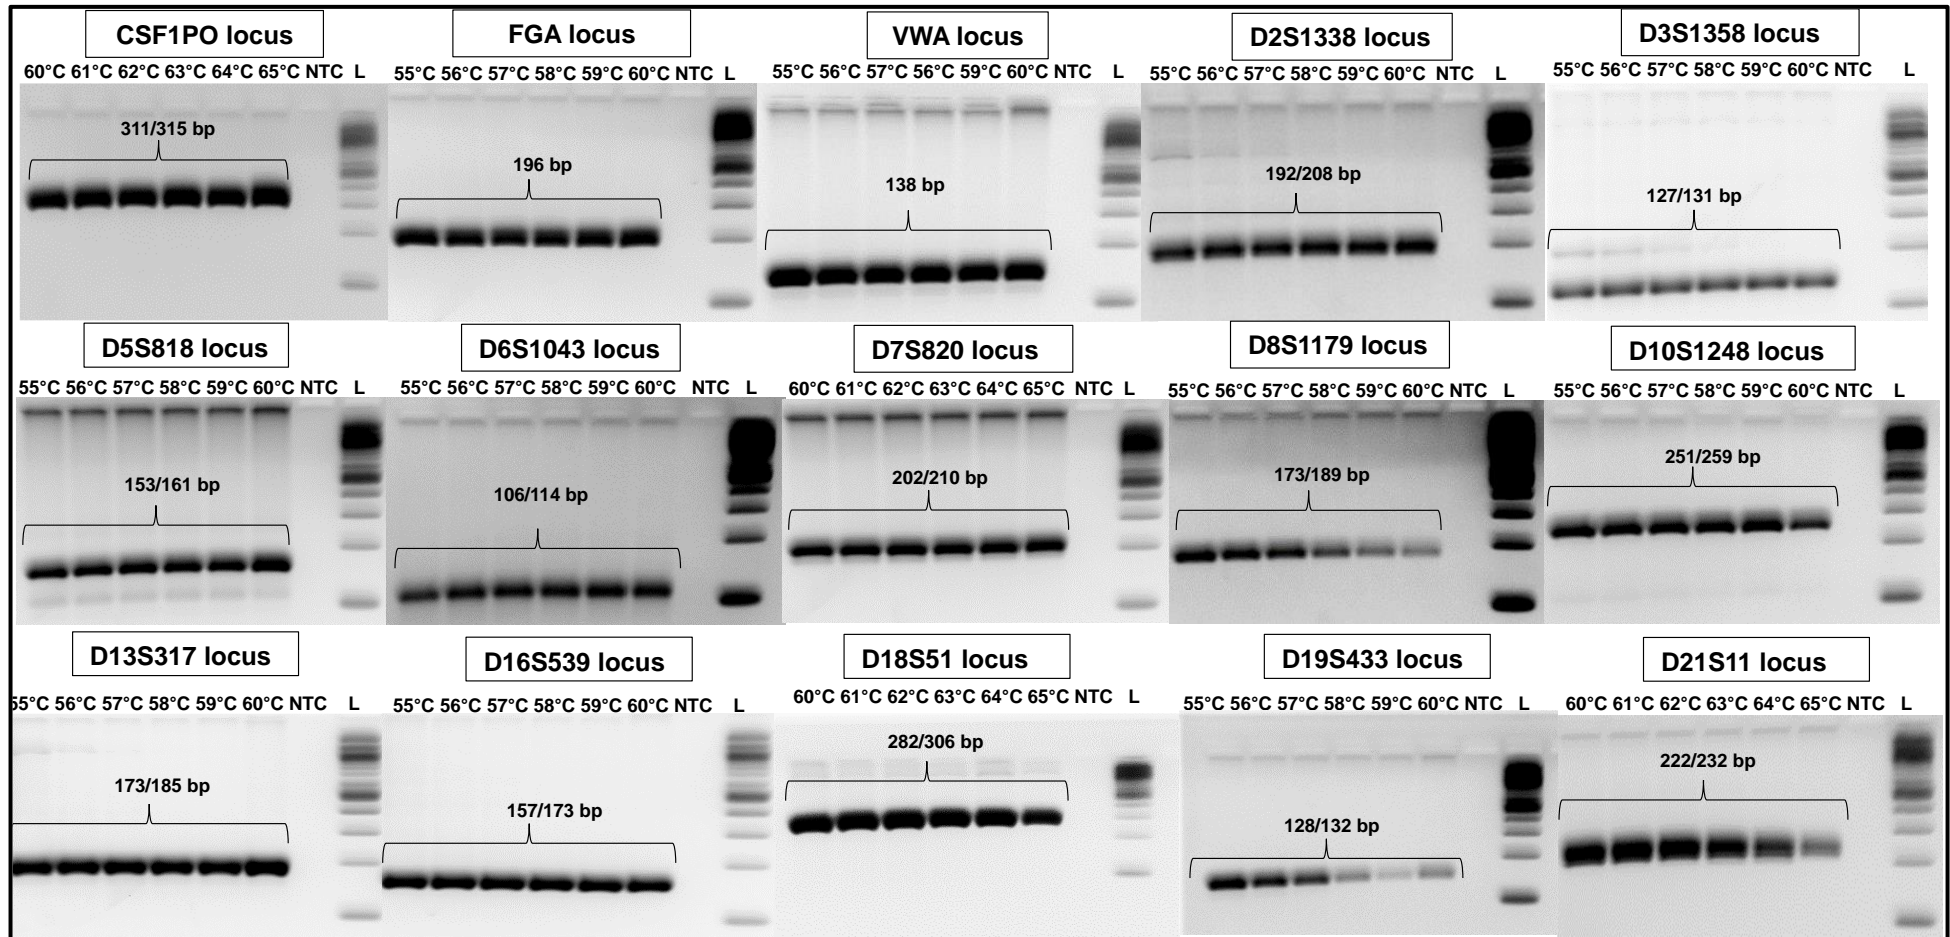 CSF1PO locus
60°C 61°C 62°C 63°C 64°C 65°C NTC L
311/315 bp
FGA locus
55°C 56°C 57°C 58°C 59°C 60°C NTC L
196 bp
VWA locus
55°C 56°C 57°C 56°C 59°C 60°C NTC L
138 bp
D2S1338 locus
55°C 56°C 57°C 58°C 59°C 60°C NTC L
192/208 bp
D3S1358 locus
55°C 56°C 57°C 58°C 59°C 60°C NTC L
127/131 bp
D5S818 locus
55°C 56°C 57°C 58°C 59°C 60°C NTC L
153/161 bp
D6S1043 locus
55°C 56°C 57°C 58°C 59°C 60°C NTC L
106/114 bp
D7S820 locus
60°C 61°C 62°C 63°C 64°C 65°C NTC L
202/210 bp
D8S1179 locus
55°C 56°C 57°C 58°C 59°C 60°C NTC L
173/189 bp
D10S1248 locus
55°C 56°C 57°C 58°C 59°C 60°C NTC L
251/259 bp
D13S317 locus
55°C 56°C 57°C 58°C 59°C 60°C NTC L
173/185 bp
D16S539 locus
55°C 56°C 57°C 58°C 59°C 60°C NTC L
157/173 bp
D18S51 locus
60°C 61°C 62°C 63°C 64°C 65°C NTC L
282/306 bp
D19S433 locus
55°C 56°C 57°C 58°C 59°C 60°C NTC L
128/132 bp
D21S11 locus
60°C 61°C 62°C 63°C 64°C 65°C NTC L
222/232 bp